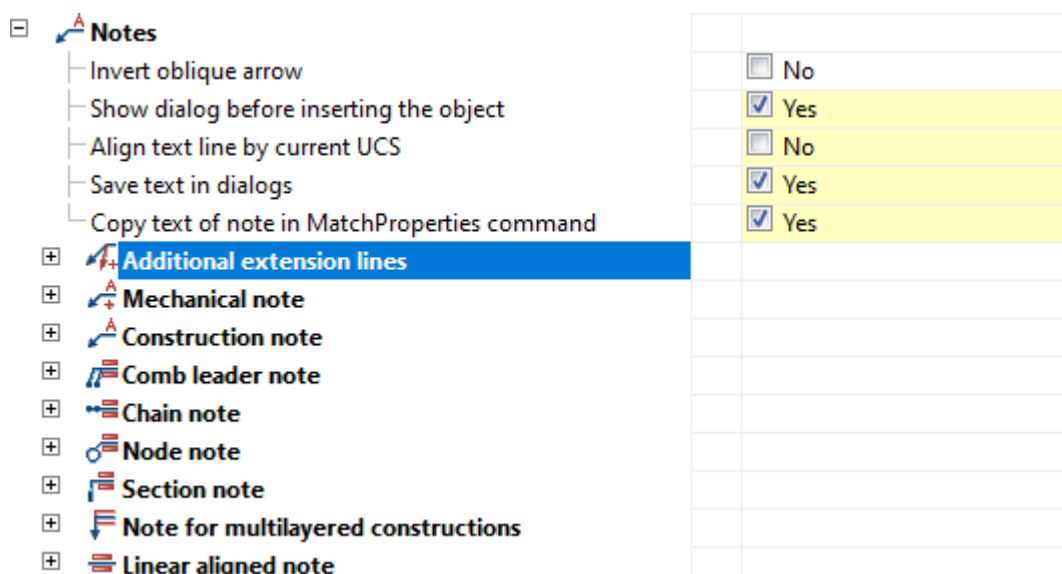 Notes
Invert oblique arrow No
Show dialog before inserting the object Yes
Align text line by current UCS No
Save text in dialogs Yes
Copy text of note in MatchProperties command Yes
Additional extension lines
Mechanical note
Construction note
Comb leader note
Chain note
Node note
Section note
Note for multilayered constructions
Linear aligned note